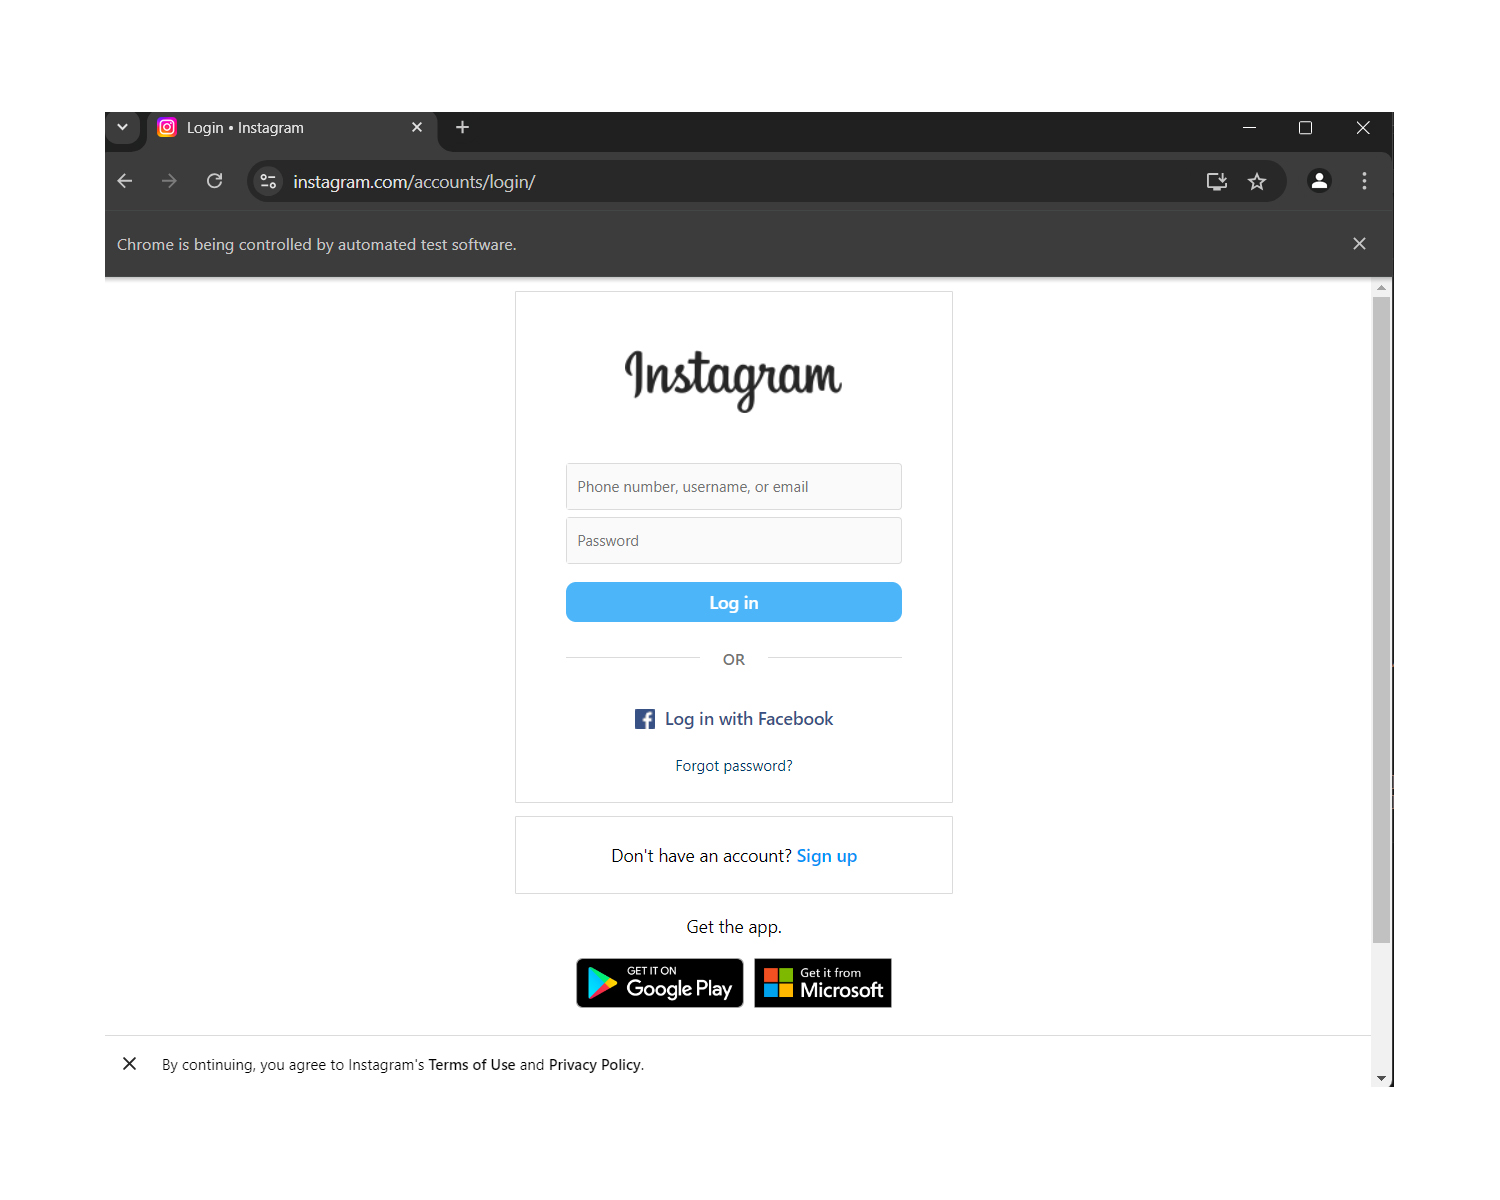 Login • Instagram
instagram.com/accounts/login/
Chrome is being controlled by automated test software.
Instagram
Phone number, username, or email
Password
Log in
OR
Log in with Facebook
Forgot password?
Don't have an account? Sign up
Get the app.
GET IT ON
Google Play
Get it from
Microsoft
By continuing, you agree to Instagram's Terms of Use and Privacy Policy.